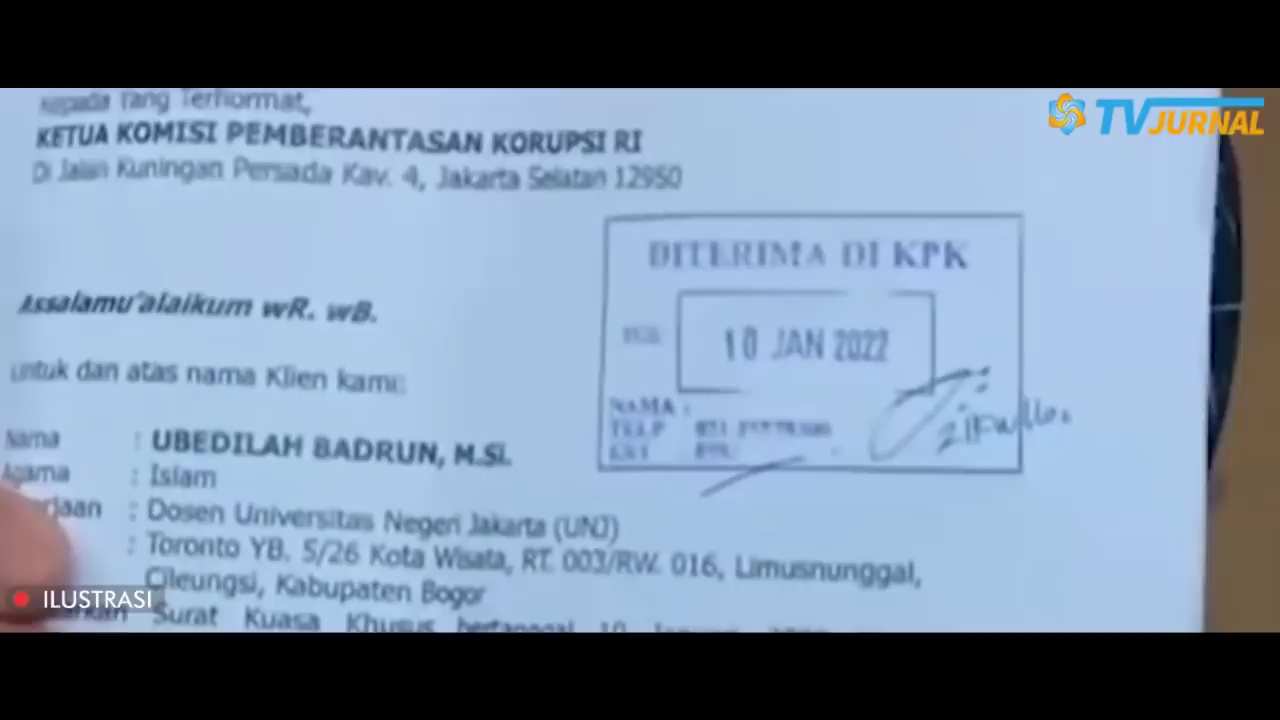 TVJURNAL
Kepada Yang Terhormat,
KETUA KOMISI PEMBERANTASAN KORUPSI RI
Di Jalan Kuningan Persada Kav. 4, Jakarta Selatan 12950
DITERIMA DI KPK
10 JAN 2022
Assalamu'alaikum wR. wB.
untuk dan atas nama Klien kami:
NAMA :
TELP
Nama : UBEDILAH BADRUN, M.Si.
Agama : Islam
: Dosen Universitas Negeri Jakarta (UNJ)
: Toronto YB. 5/26 Kota Wisata, RT. 003/RW. 016, Limusnunggal,
Cileungsi, Kabupaten Bogor
ILUSTRASI
Surat Kuasa Khusus bertanggal 10